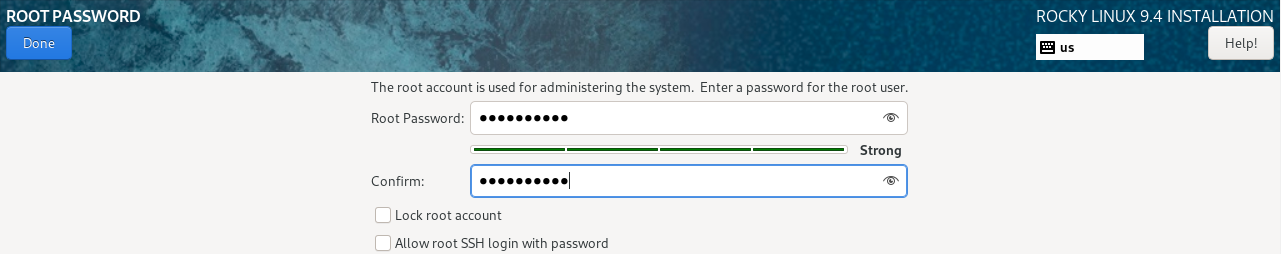 ROOT PASSWORD
ROCKY LINUX 9.4 INSTALLATION
Done
us
Help!
The root account is used for administering the system. Enter a password for the root user.
Root Password: ●●●●●●●●●●
Strong
Confirm: ●●●●●●●●●●
Lock root account
Allow root SSH login with password